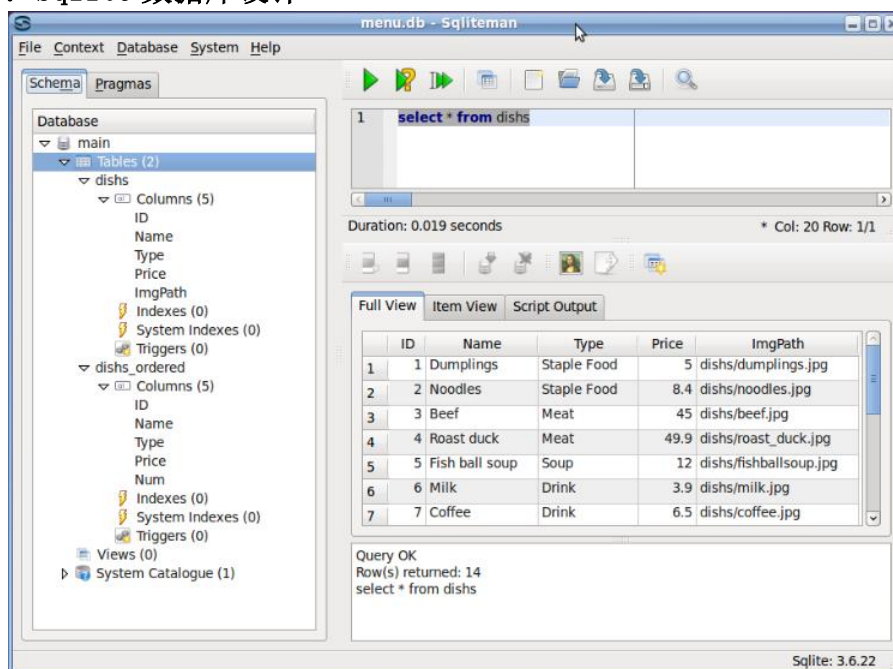 menu.db - Sqliteman
File Context Database System Help
Schema Pragmas
Database
main
Tables (2)
dishs
Columns (5)
ID
Name
Type
Price
ImgPath
Indexes (0)
System Indexes (0)
Triggers (0)
dishs_ordered
Columns (5)
ID
Name
Type
Price
Num
Indexes (0)
System Indexes (0)
Triggers (0)
Views (0)
System Catalogue (1)
1 select * from dishs
Duration: 0.019 seconds * Col: 20 Row: 1/1
Full View Item View Script Output
ID Name Type Price ImgPath
1 1 Dumplings Staple Food 5 dishs/dumplings.jpg
2 2 Noodles Staple Food 8.4 dishs/noodles.jpg
3 3 Beef Meat 45 dishs/beef.jpg
4 4 Roast duck Meat 49.9 dishs/roast_duck.jpg
5 5 Fish ball soup Soup 12 dishs/fishballsoup.jpg
6 6 Milk Drink 3.9 dishs/milk.jpg
7 7 Coffee Drink 6.5 dishs/coffee.jpg
Query OK
Row(s) returned: 14
select * from dishs
Sqlite: 3.6.22